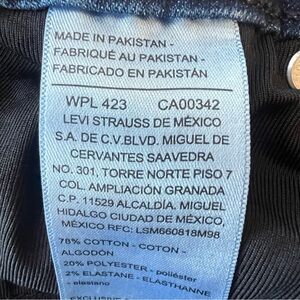 MADE IN PAKISTAN -
FABRIQUÉ AU PAKISTAN -
FABRICADO EN PAKISTÁN
WPL 423 CA00342
LEVI STRAUSS DE MÉXICO
S.A. DE C.V.BLVD. MIGUEL DE
CERVANTES SAAVEDRA
NO. 301, TORRE NORTE PISO 7
COL. AMPLIACIÓN GRANADA
C.P. 11529 ALCALDÍA. MIGUEL
HIDALGO CIUDAD DE MÉXICO,
MÉXICO RFC: LSM660818M98
78% COTTON - COTON -
ALGODÓN
20% POLYESTER - poliéster
2% ELASTANE - ELASTHANNE
- elastano
EXCLUSIVE